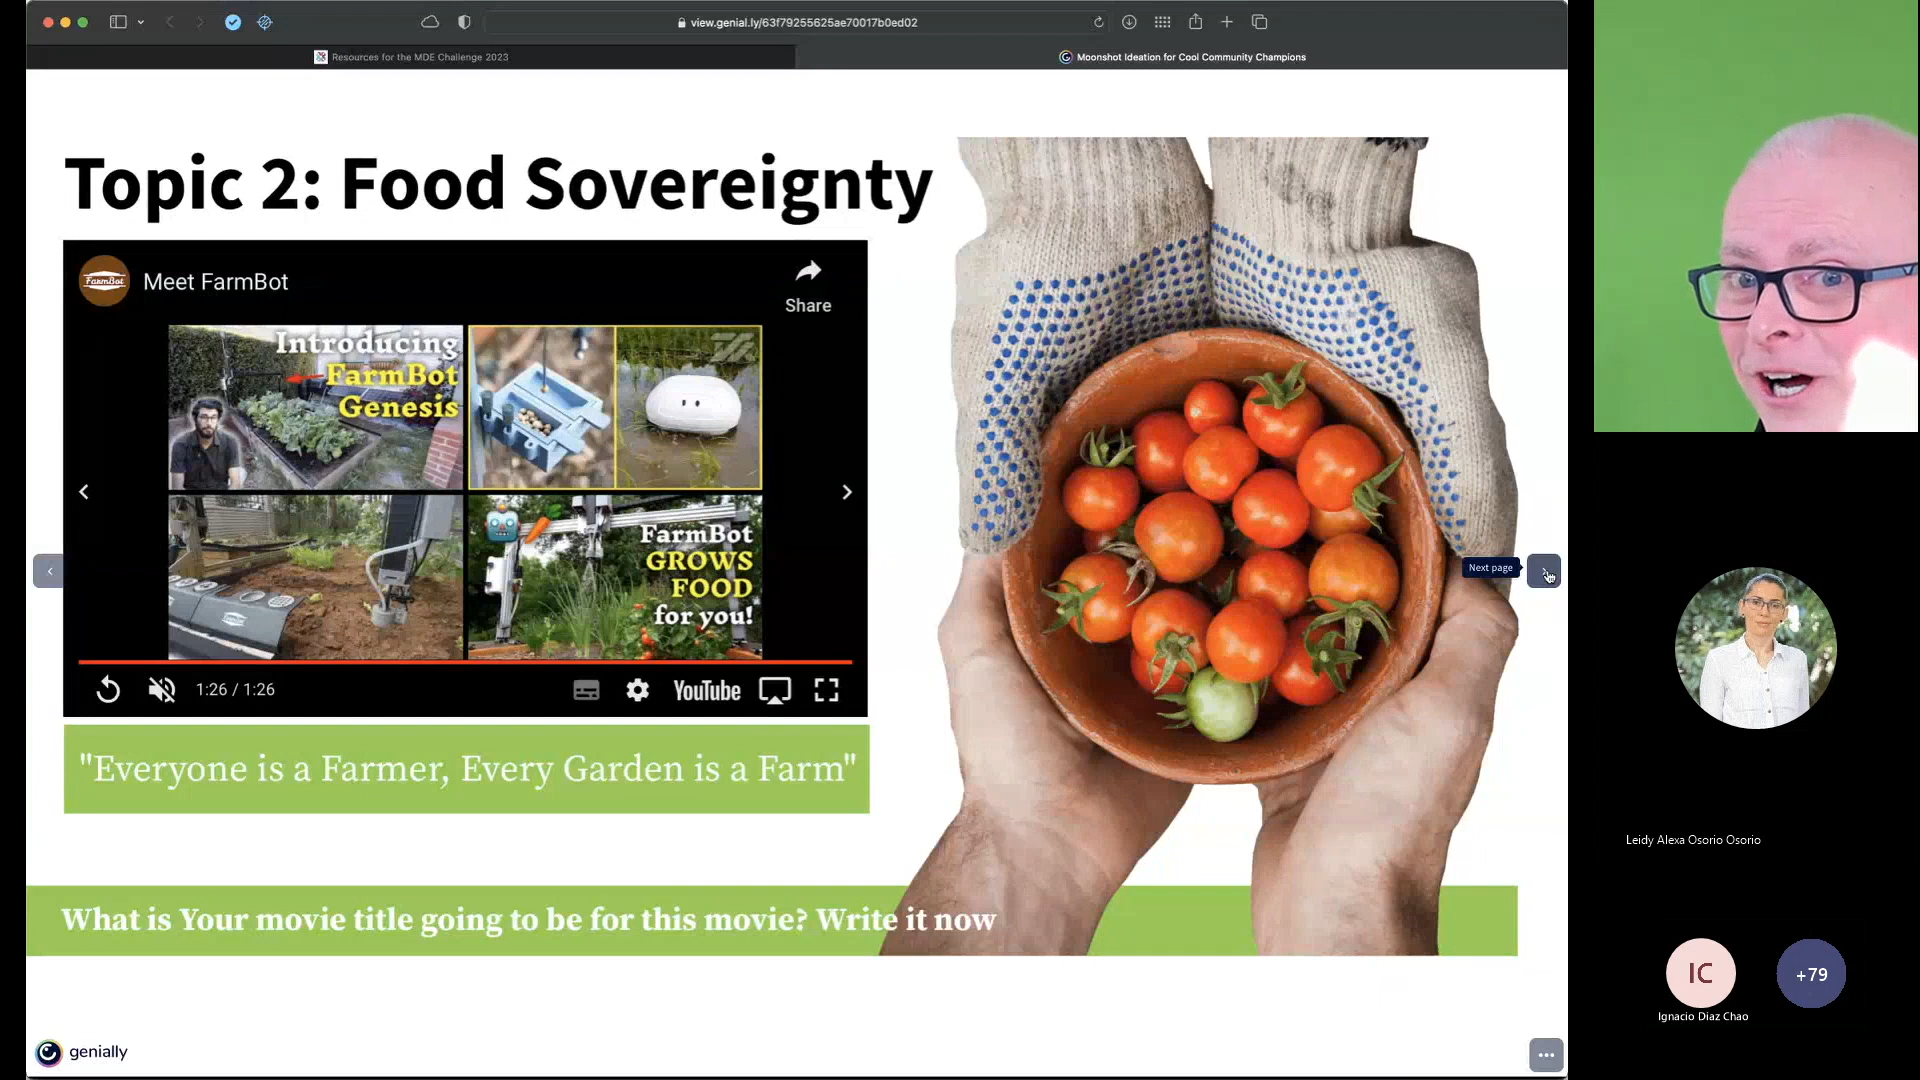 view.genial.ly/63f79255625ae70017b0ed02
Resources for the MDE Challenge 2023
Moonshot Ideation for Cool Community Champions
Topic 2: Food Sovereignty
FarmBot
Meet FarmBot
Share
Introducing
FarmBot
Genesis
FarmBot
GROWS
FOOD
for you!
1:26 / 1:26
YouTube
Next page
"Everyone is a Farmer, Every Garden is a Farm"
What is Your movie title going to be for this movie? Write it now
genially
Leidy Alexa Osorio Osorio
IC
+79
Ignacio Diaz Chao